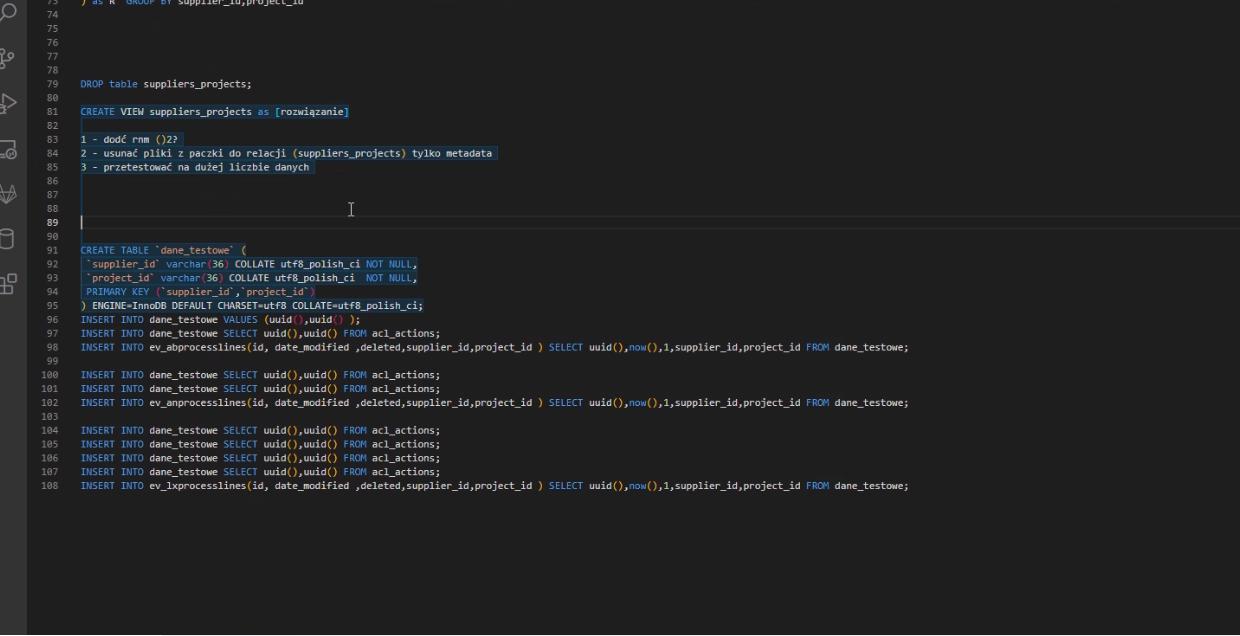 73 ) as R GROUP BY supplier_id,project_id
74
75
76
77
78
79 DROP table suppliers_projects;
80
81 CREATE VIEW suppliers_projects as [rozwiązanie]
82
83 1 - dodć rnm ()2?
84 2 - usunać pliki z paczki do relacji (suppliers_projects) tylko metadata
85 3 - przetestować na dużej liczbie danych
86
87
88
89
90
91 CREATE TABLE `dane_testowe` (
92 `supplier_id` varchar(36) COLLATE utf8_polish_ci NOT NULL,
93 `project_id` varchar(36) COLLATE utf8_polish_ci NOT NULL,
94 PRIMARY KEY (`supplier_id`,`project_id`)
95 ) ENGINE=InnoDB DEFAULT CHARSET=utf8 COLLATE=utf8_polish_ci;
96 INSERT INTO dane_testowe VALUES (uuid(),uuid() );
97 INSERT INTO dane_testowe SELECT uuid(),uuid() FROM acl_actions;
98 INSERT INTO ev_abprocesslines(id, date_modified ,deleted,supplier_id,project_id ) SELECT uuid(),now(),1,supplier_id,project_id FROM dane_testowe;
99
100 INSERT INTO dane_testowe SELECT uuid(),uuid() FROM acl_actions;
101 INSERT INTO dane_testowe SELECT uuid(),uuid() FROM acl_actions;
102 INSERT INTO ev_anprocesslines(id, date_modified ,deleted,supplier_id,project_id ) SELECT uuid(),now(),1,supplier_id,project_id FROM dane_testowe;
103
104 INSERT INTO dane_testowe SELECT uuid(),uuid() FROM acl_actions;
105 INSERT INTO dane_testowe SELECT uuid(),uuid() FROM acl_actions;
106 INSERT INTO dane_testowe SELECT uuid(),uuid() FROM acl_actions;
107 INSERT INTO dane_testowe SELECT uuid(),uuid() FROM acl_actions;
108 INSERT INTO ev_lxprocesslines(id, date_modified ,deleted,supplier_id,project_id ) SELECT uuid(),now(),1,supplier_id,project_id FROM dane_testowe;